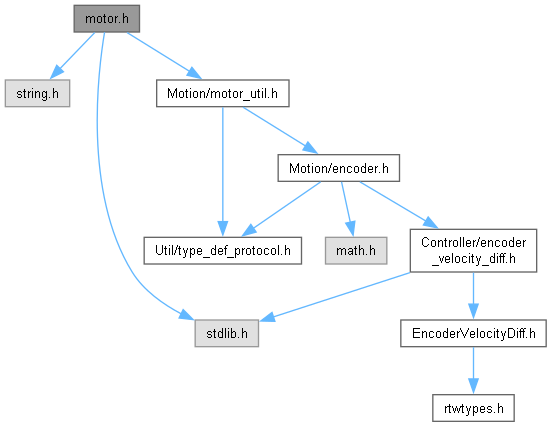 motor.h
string.h
Motion/motor_util.h
Motion/encoder.h
Util/type_def_protocol.h
math.h
Controller/encoder
_velocity_diff.h
stdlib.h
EncoderVelocityDiff.h
rtwtypes.h